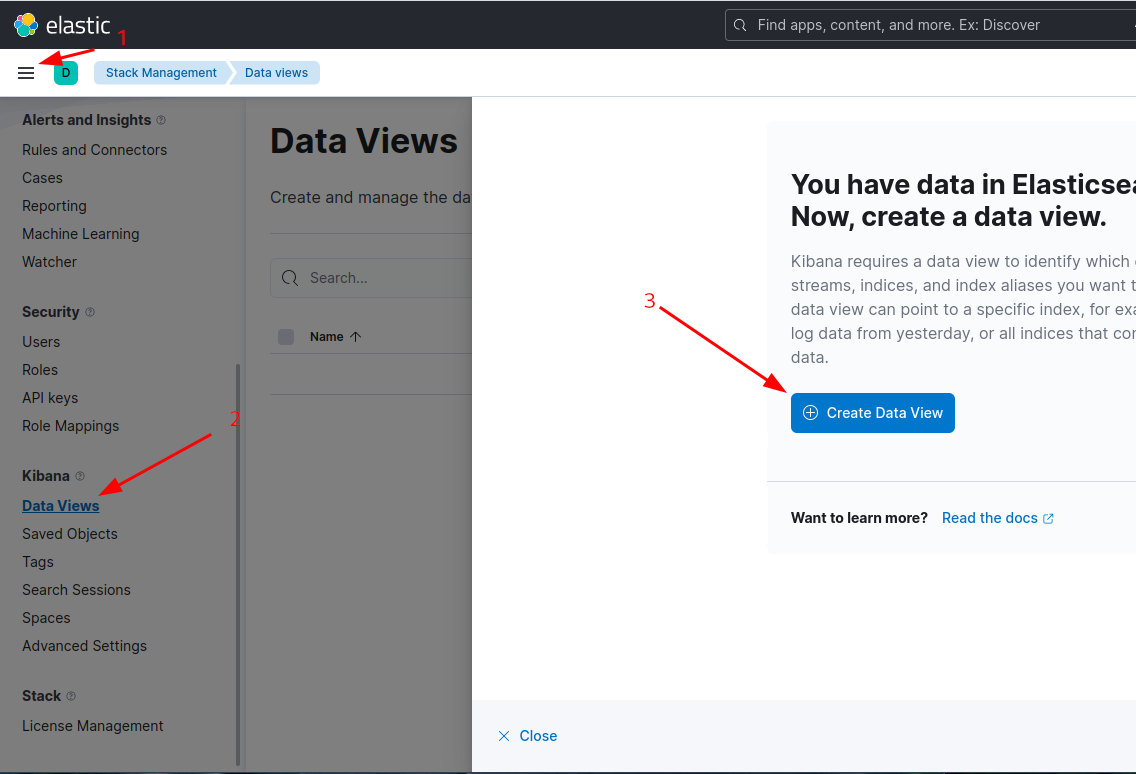 elastic
Find apps, content, and more. Ex: Discover
1
D
Stack Management
Data views
Alerts and Insights
Rules and Connectors
Cases
Reporting
Machine Learning
Watcher
Security
Users
Roles
API keys
Role Mappings
2
Kibana
Data Views
Saved Objects
Tags
Search Sessions
Spaces
Advanced Settings
Stack
License Management
Data Views
Create and manage the da
Search...
Name
You have data in Elasticsea
Now, create a data view.
Kibana requires a data view to identify which
streams, indices, and index aliases you want t
data view can point to a specific index, for exa
log data from yesterday, or all indices that con
data.
3
Create Data View
Want to learn more? Read the docs
Close